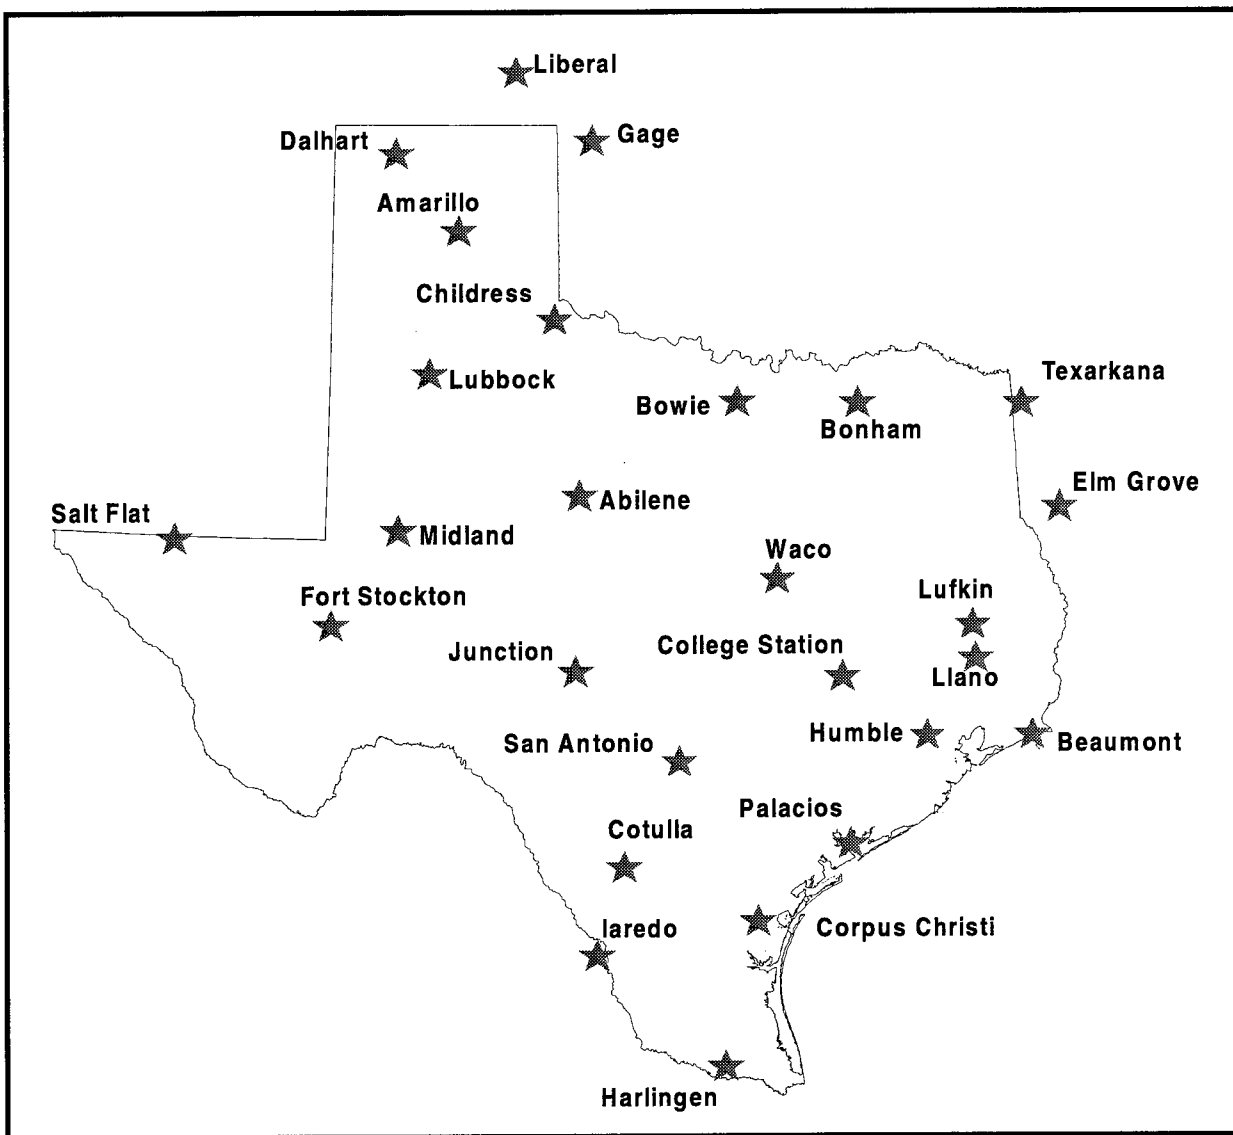 Liberal
Gage
Dalhart
Amarillo
Childress
Texarkana
Lubbock
Bowie
Bonham
Elm Grove
Abilene
Salt Flat
Midland
Waco
Lufkin
Fort Stockton
College Station
Junction
Llano
Humble
San Antonio
Beaumont
Palacios
Cotulla
laredo
Corpus Christi
Harlingen